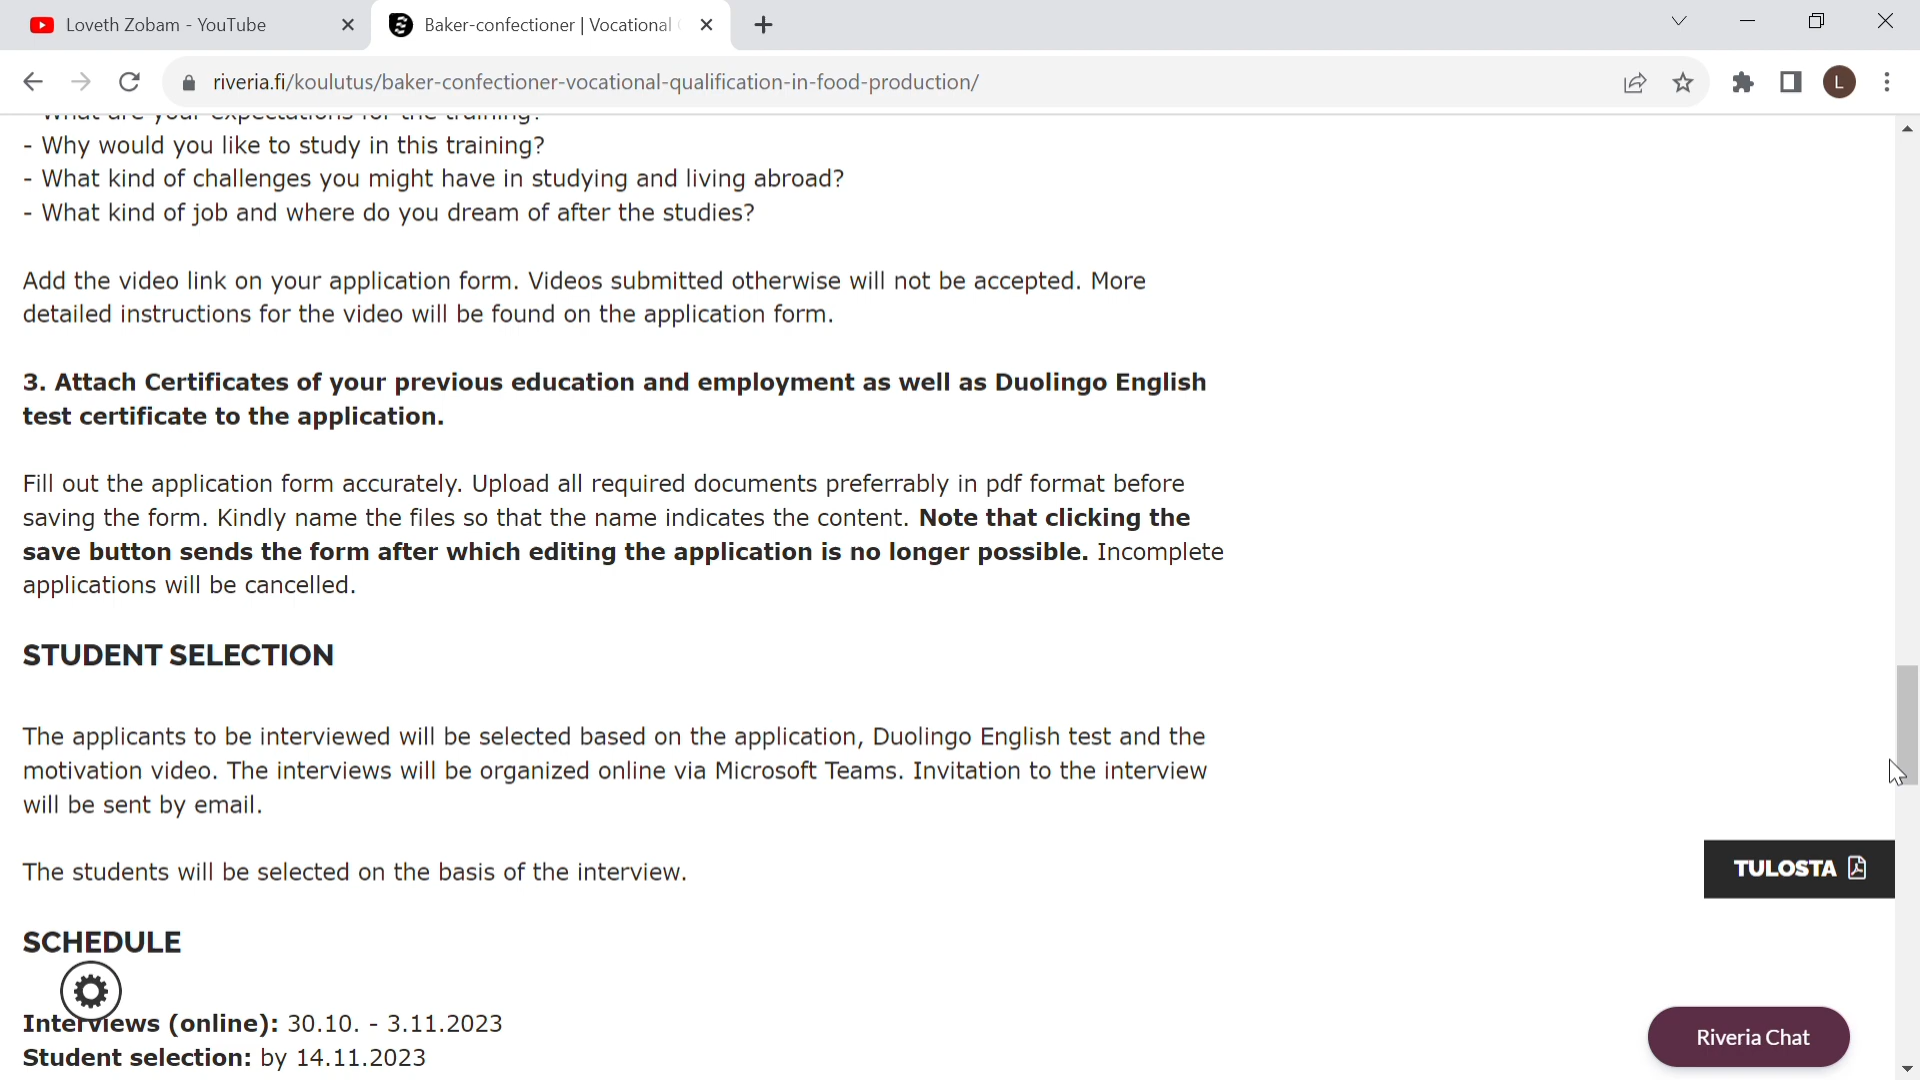 Loveth Zobam - YouTube
Baker-confectioner | Vocational
riveria.fi/koulutus/baker-confectioner-vocational-qualification-in-food-production/
L
- What are your expectations for the training?
- Why would you like to study in this training?
- What kind of challenges you might have in studying and living abroad?
- What kind of job and where do you dream of after the studies?
Add the video link on your application form. Videos submitted otherwise will not be accepted. More
detailed instructions for the video will be found on the application form.
3. Attach Certificates of your previous education and employment as well as Duolingo English
test certificate to the application.
Fill out the application form accurately. Upload all required documents preferrably in pdf format before
saving the form. Kindly name the files so that the name indicates the content. Note that clicking the
save button sends the form after which editing the application is no longer possible. Incomplete
applications will be cancelled.
STUDENT SELECTION
The applicants to be interviewed will be selected based on the application, Duolingo English test and the
motivation video. The interviews will be organized online via Microsoft Teams. Invitation to the interview
will be sent by email.
TULOSTA
The students will be selected on the basis of the interview.
SCHEDULE
Interviews (online): 30.10. - 3.11.2023
Riveria Chat
Student selection: by 14.11.2023